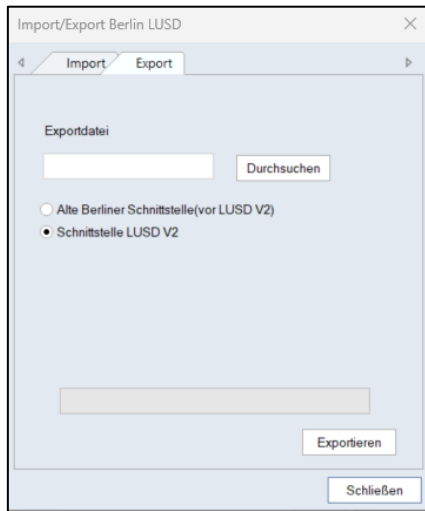 Import/Export Berlin LUSD
Import
Export
Exportdatei
Durchsuchen
Alte Berliner Schnittstelle(vor LUSD V2)
Schnittstelle LUSD V2
Exportieren
Schließen